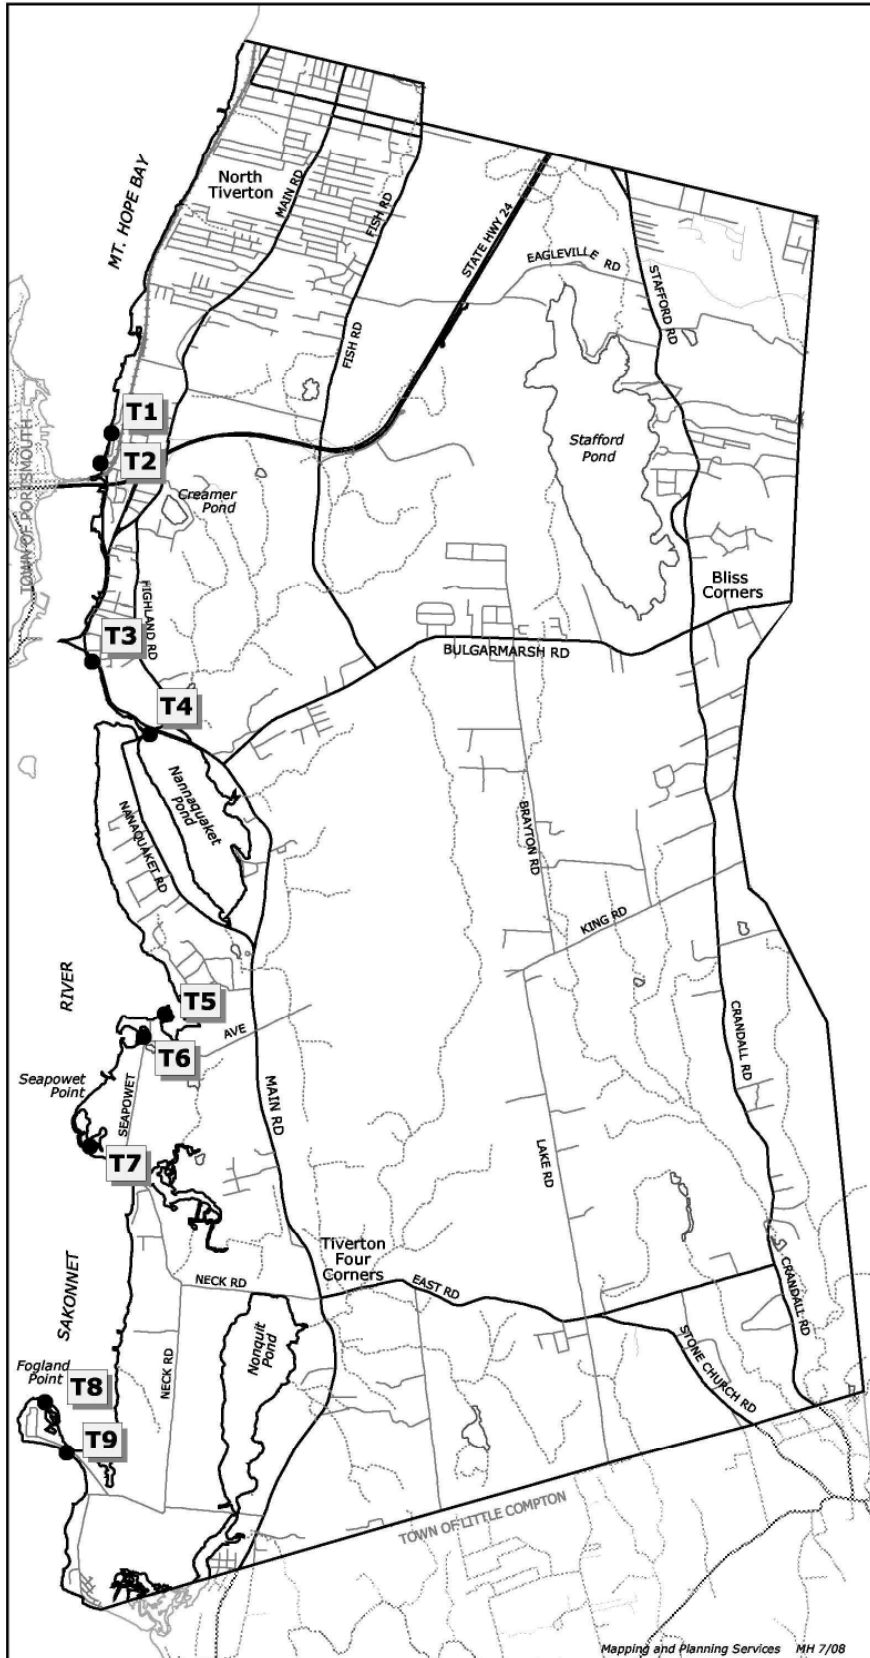 MT. HOPE BAY
North
Tiverton
MAIN RD
FISH RD
STATE HWY 24
EAGLEVILLE RD
STAFFORD RD
FISH RD
T1
T2
TOWN OF PORTSMOUTH
Stafford
Pond
Creamer
Pond
Bliss
Corners
HIGHLAND RD
T3
BULGARMARSH RD
T4
Nannaquaket
Pond
NANAQUAKET RD
BRAYTON RD
KING RD
RIVER
T5
AVE
T6
CRANDALL RD
Seapowet
Point
SEAPOWET
MAIN RD
T7
LAKE RD
Tiverton
Four
Corners
SAKONNET
NECK RD
EAST RD
CRANDALL RD
Nonquit
Pond
NECK RD
STONE CHURCH RD
Fogland
Point
T8
T9
TOWN OF LITTLE COMPTON
Mapping and Planning Services MH 7/08